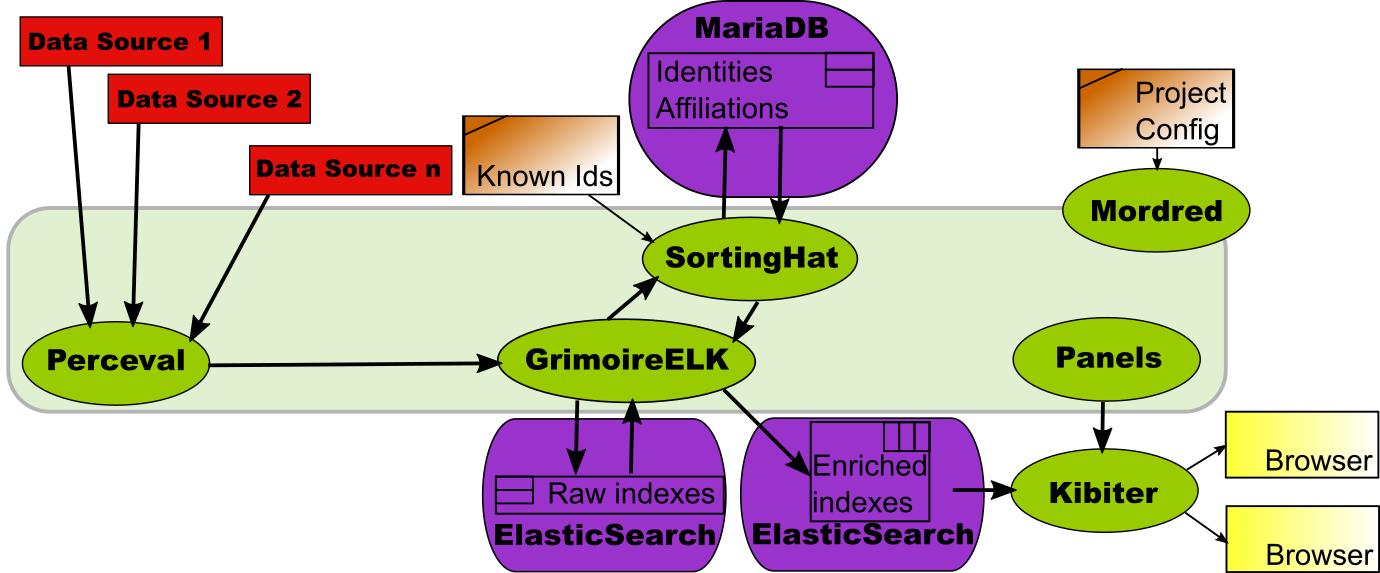 Data Source 1
Data Source 2
Data Source n
Known Ids
MariaDB
Identities
Affiliations
Project
Config
Mordred
SortingHat
Perceval
GrimoireELK
Panels
Raw indexes
ElasticSearch
Enriched
indexes
ElasticSearch
Kibiter
Browser
Browser